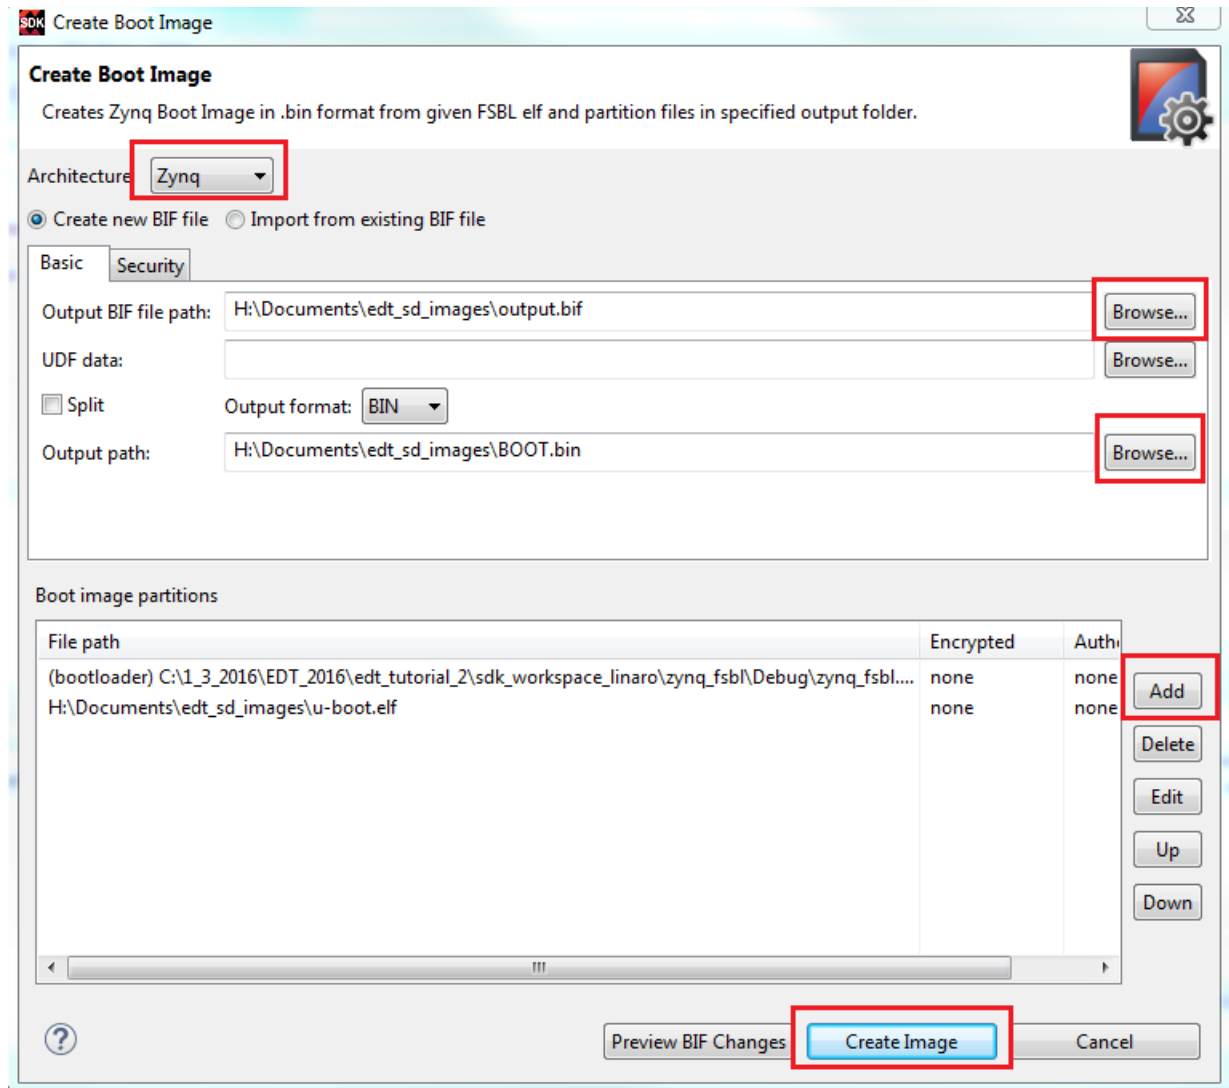 SDK Create Boot Image
Create Boot Image
Creates Zynq Boot Image in .bin format from given FSBL elf and partition files in specified output folder.
Architecture Zynq
Create new BIF file Import from existing BIF file
Basic Security
Output BIF file path: H:\Documents\edt_sd_images\output.bif Browse...
UDF data: Browse...
Split Output format: BIN
Output path: H:\Documents\edt_sd_images\BOOT.bin Browse...
Boot image partitions
File path Encrypted Auth
(bootloader) C:\1_3_2016\EDT_2016\edt_tutorial_2\sdk_workspace_linaro\zynq_fsbl\Debug\zynq_fsbl.... none none
H:\Documents\edt_sd_images\u-boot.elf none none
Add
Delete
Edit
Up
Down
? Preview BIF Changes Create Image Cancel